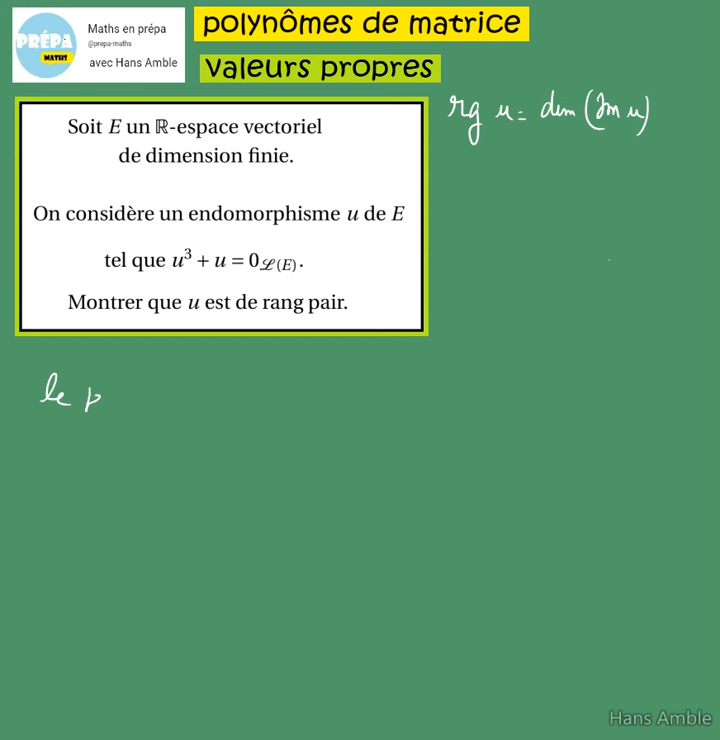 PRÉPA
MATHS
Maths en prépa
@prepa-maths
avec Hans Amble
polynômes de matrice
valeurs propres
Soit E un ℝ-espace vectoriel
de dimension finie.
On considère un endomorphisme u de E
tel que u³ + u = 0ℒ(E).
Montrer que u est de rang pair.
rg u = dim (Im u)
le p
Hans Amble